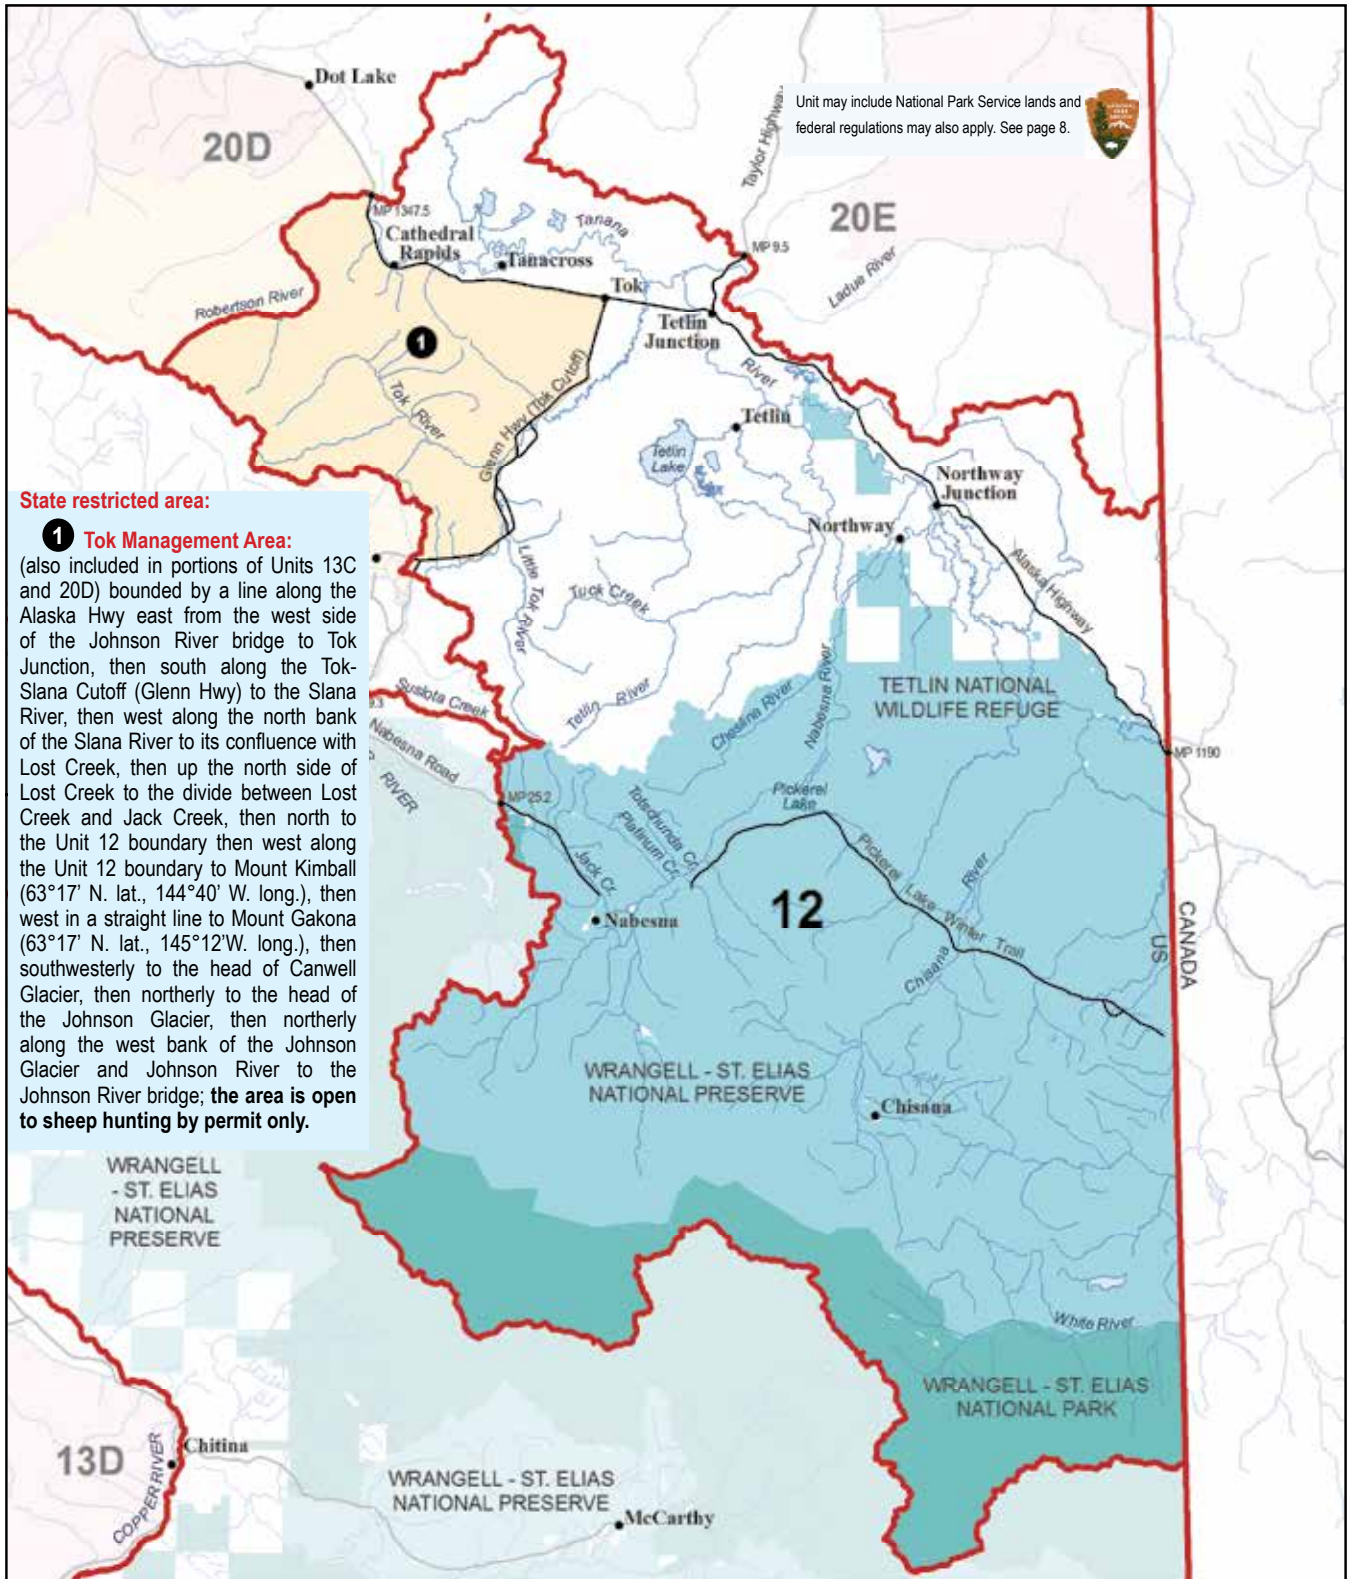 Dot Lake
20D
Unit may include National Park Service lands and
federal regulations may also apply. See page 8.
Taylor Highway
20E
MP 1347.5
Cathedral
Rapids
Tanacross
Tanana
MP 9.5
Ladue River
Robertson River
Tok
Tetlin
Junction
1
River
Tok River
Glenn Hwy (Tok Cutoff)
Tetlin
Tetlin
Lake
Northway
Junction
Northway
Alaska Highway
State restricted area:
1 Tok Management Area:
(also included in portions of Units 13C
and 20D) bounded by a line along the
Alaska Hwy east from the west side
of the Johnson River bridge to Tok
Junction, then south along the Tok-
Slana Cutoff (Glenn Hwy) to the Slana
River, then west along the north bank
of the Slana River to its confluence with
Lost Creek, then up the north side of
Lost Creek to the divide between Lost
Creek and Jack Creek, then north to
the Unit 12 boundary then west along
the Unit 12 boundary to Mount Kimball
(63°17' N. lat., 144°40' W. long.), then
west in a straight line to Mount Gakona
(63°17' N. lat., 145°12'W. long.), then
southwesterly to the head of Canwell
Glacier, then northerly to the head of
the Johnson Glacier, then northerly
along the west bank of the Johnson
Glacier and Johnson River to the
Johnson River bridge; the area is open
to sheep hunting by permit only.
Little Tok River
Tuck Creek
Suslota Creek
Tetlin River
Cheslina River
Nabesna River
TETLIN NATIONAL
WILDLIFE REFUGE
9.3
Nabesna Road
RIVER
MP 25.2
MP 1190
Totschunda Cr.
Platinum Cr.
Pickerel
Lake
Jack Cr.
Pickerel Lake Winter Trail
River
Chisana
Nabesna
12
CANADA
US
WRANGELL - ST. ELIAS
NATIONAL PRESERVE
Chisana
WRANGELL
- ST. ELIAS
NATIONAL
PRESERVE
White River
WRANGELL - ST. ELIAS
NATIONAL PARK
13D
Chitina
COPPER RIVER
WRANGELL - ST. ELIAS
NATIONAL PRESERVE
McCarthy